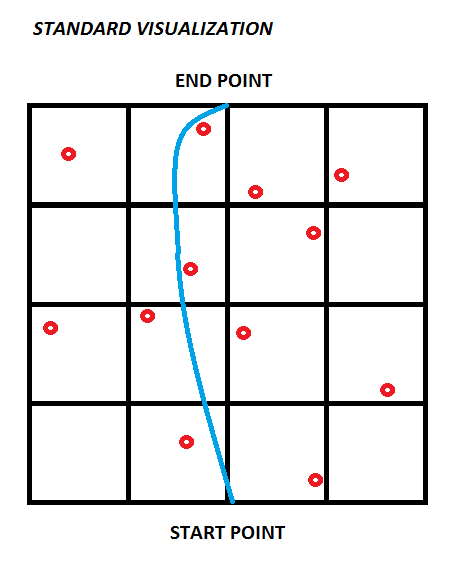 STANDARD VISUALIZATION
END POINT
START POINT